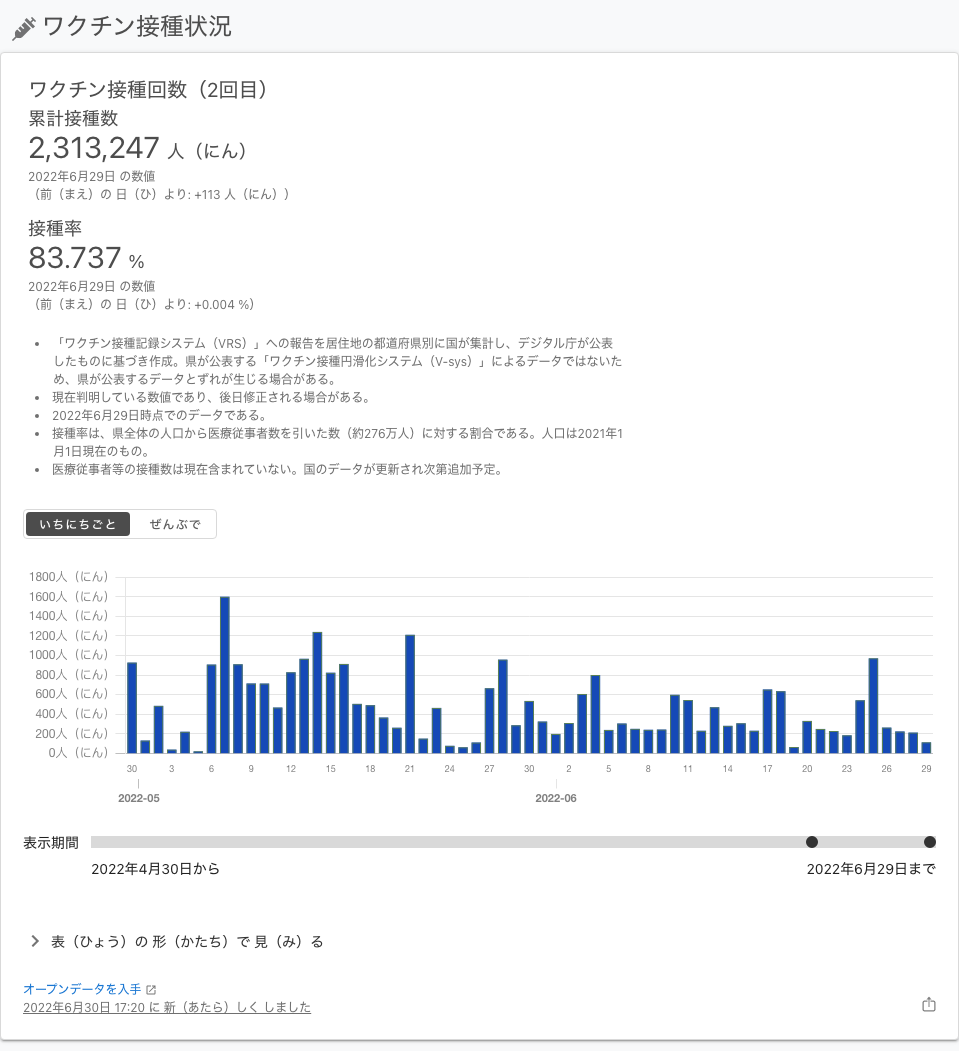 ワクチン接種状況
ワクチン接種回数（2回目）
累計接種数
2,313,247 人（にん）
2022年6月29日 の数値
（前（まえ）の 日（ひ）より: +113 人（にん））
接種率
83.737 %
2022年6月29日 の数値
（前（まえ）の 日（ひ）より: +0.004 %）
・「ワクチン接種記録システム（VRS）」への報告を居住地の都道府県別に国が集計し、デジタル庁が公表
したものに基づき作成。県が公表する「ワクチン接種円滑化システム（V-sys）」によるデータではないた
め、県が公表するデータとずれが生じる場合がある。
・現在判明している数値であり、後日修正される場合がある。
・2022年6月29日時点でのデータである。
・接種率は、県全体の人口から医療従事者数を引いた数（約276万人）に対する割合である。人口は2021年1
月1日現在のもの。
・医療従事者等の接種数は現在含まれていない。国のデータが更新され次第追加予定。
いちにちごと ぜんぶで
1800人（にん）
1600人（にん）
1400人（にん）
1200人（にん）
1000人（にん）
800人（にん）
600人（にん）
400人（にん）
200人（にん）
0人（にん）
30 3 6 9 12 15 18 21 24 27 30 2 5 8 11 14 17 20 23 26 29
2022-05 2022-06
表示期間
2022年4月30日から 2022年6月29日まで
表（ひょう）の 形（かたち）で 見（み）る
オープンデータを入手
2022年6月30日 17:20 に 新（あたら）しく しました